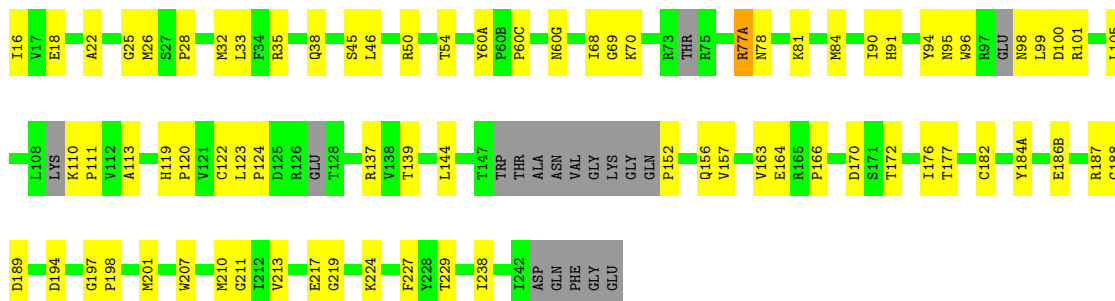 I16 V17 E18 A22 G25 M26 S27 P28 M32 L33 F34 R35 Q38 S45 L46 R50 T54 Y60A P60B P60C N60G I68 G69 K70 R73 THR R75 R77A N78 K81 M84 I90 H91 Y94 N95 W96 R97 GLU N98 L99 D100 R101
L108 LYS K110 P111 V112 A113 H119 P120 V121 C122 L123 P124 D125 R126 GLU T128 R137 V138 T139 L144 T147 TRP THR ALA ASN VAL GLY LYS GLY GLN P152 Q156 V157 V163 E164 R165 P166 D170 S171 T172 I176 C182 Y184A E186B R187
D189 D194 G197 P198 M201 W207 M210 G211 I212 V213 E217 G219 K224 F227 Y228 T229 I238 I242 ASP GLN PHE GLY GLU